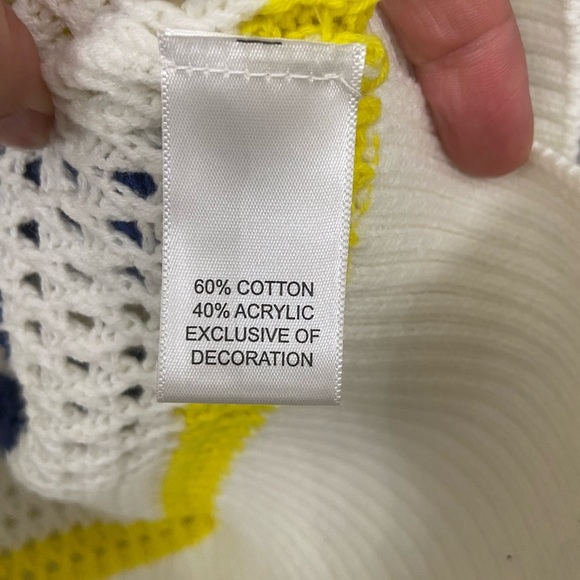 60% COTTON
40% ACRYLIC
EXCLUSIVE OF
DECORATION